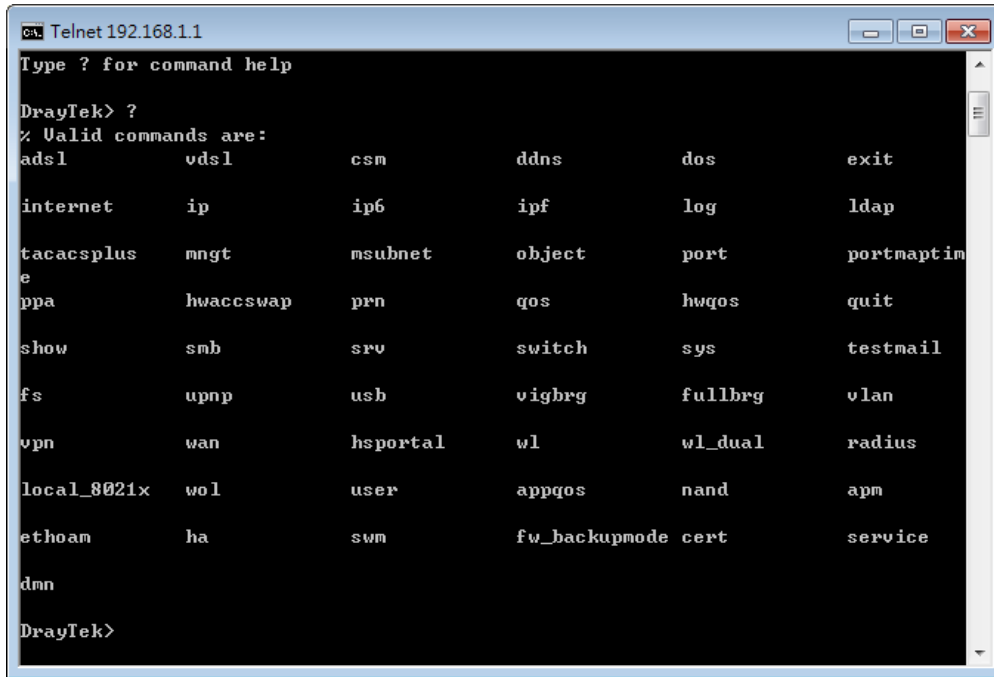 Telnet 192.168.1.1
Type ? for command help
DrayTek> ?
% Valid commands are:
adsl vdsl csm ddns dos exit
internet ip ip6 ipf log ldap
tacacsplus mngt msubnet object port portmaptim
e
ppa hwaccswap prn qos hwqos quit
show smb srv switch sys testmail
fs upnp usb vigbrg fullbrg vlan
vpn wan hsportal wl wl_dual radius
local_8021x wol user appqos nand apm
ethoam ha swm fw_backupmode cert service
dmn
DrayTek>